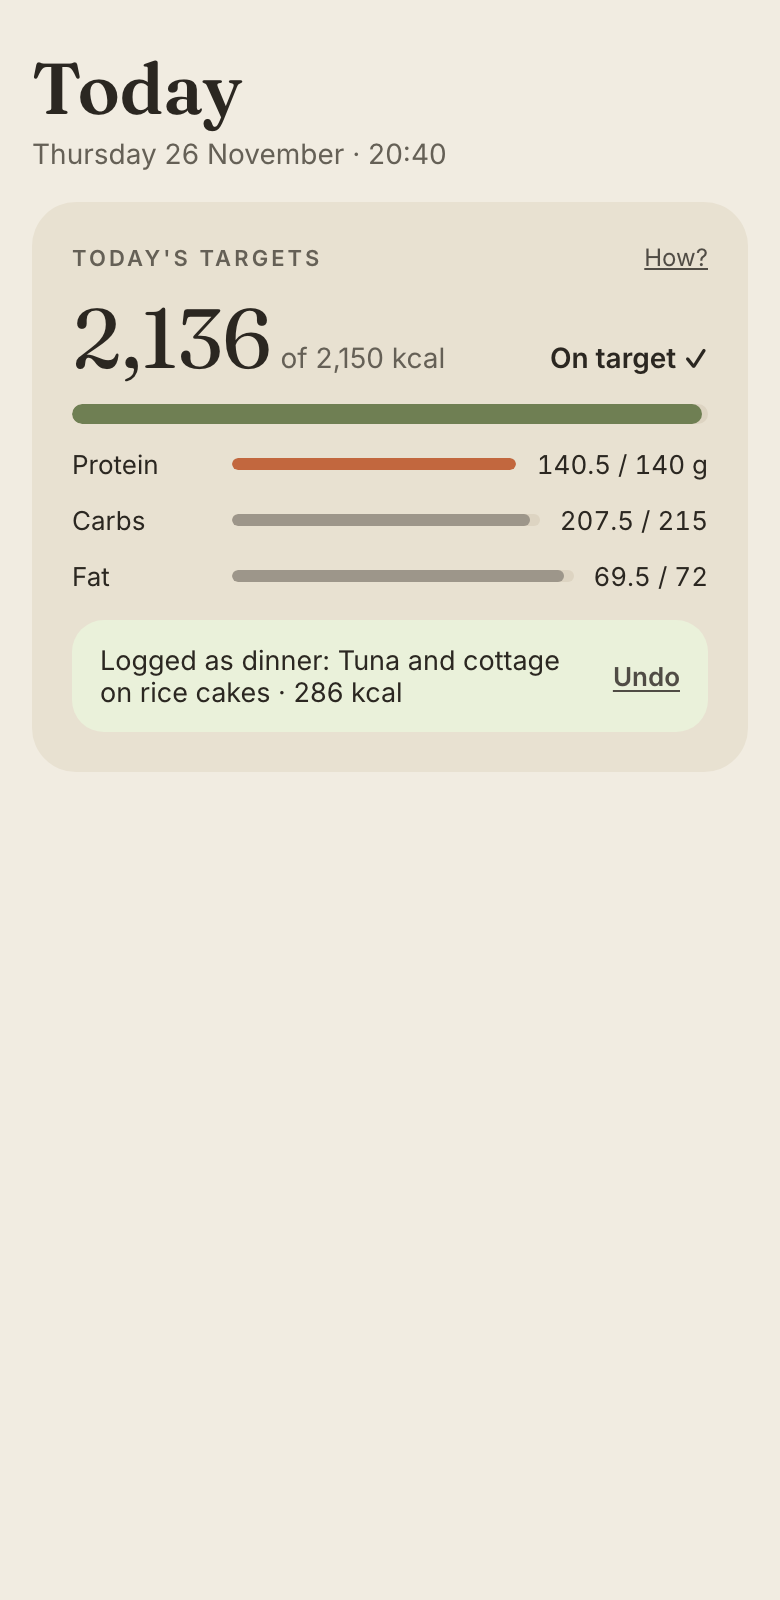 Today
Thursday 26 November · 20:40
TODAY'S TARGETS
How?
2,136 of 2,150 kcal
On target ✓
Protein
140.5 / 140 g
Carbs
207.5 / 215
Fat
69.5 / 72
Logged as dinner: Tuna and cottage
on rice cakes · 286 kcal
Undo